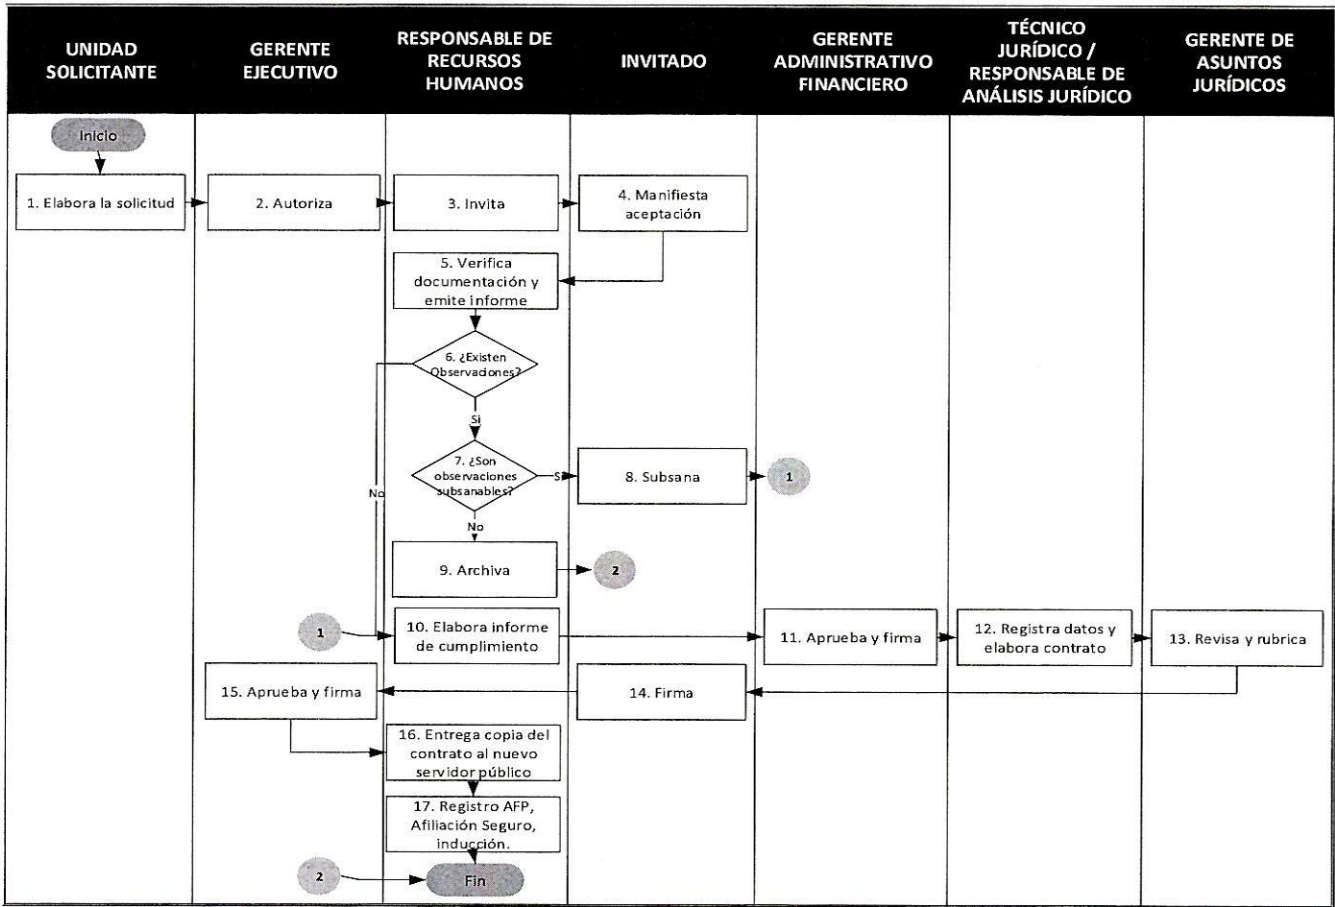 UNIDAD
SOLICITANTE
GERENTE
EJECUTIVO
RESPONSABLE DE
RECURSOS
HUMANOS
INVITADO
GERENTE
ADMINISTRATIVO
FINANCIERO
TÉCNICO
JURÍDICO /
RESPONSABLE DE
ANÁLISIS JURÍDICO
GERENTE DE
ASUNTOS
JURÍDICOS
Inicio
1. Elabora la solicitud
2. Autoriza
3. Invita
4. Manifiesta
aceptación
5. Verifica
documentación y
emite informe
6. ¿Existen
Observaciones?
Si
7. ¿Son
observaciones
subsanables?
Si
8. Subsana
1
No
No
9. Archiva
2
1
10. Elabora informe
de cumplimiento
11. Aprueba y firma
12. Registra datos y
elabora contrato
13. Revisa y rubrica
15. Aprueba y firma
14. Firma
16. Entrega copia del
contrato al nuevo
servidor público
17. Registro AFP,
Afiliación Seguro,
inducción.
2
Fin